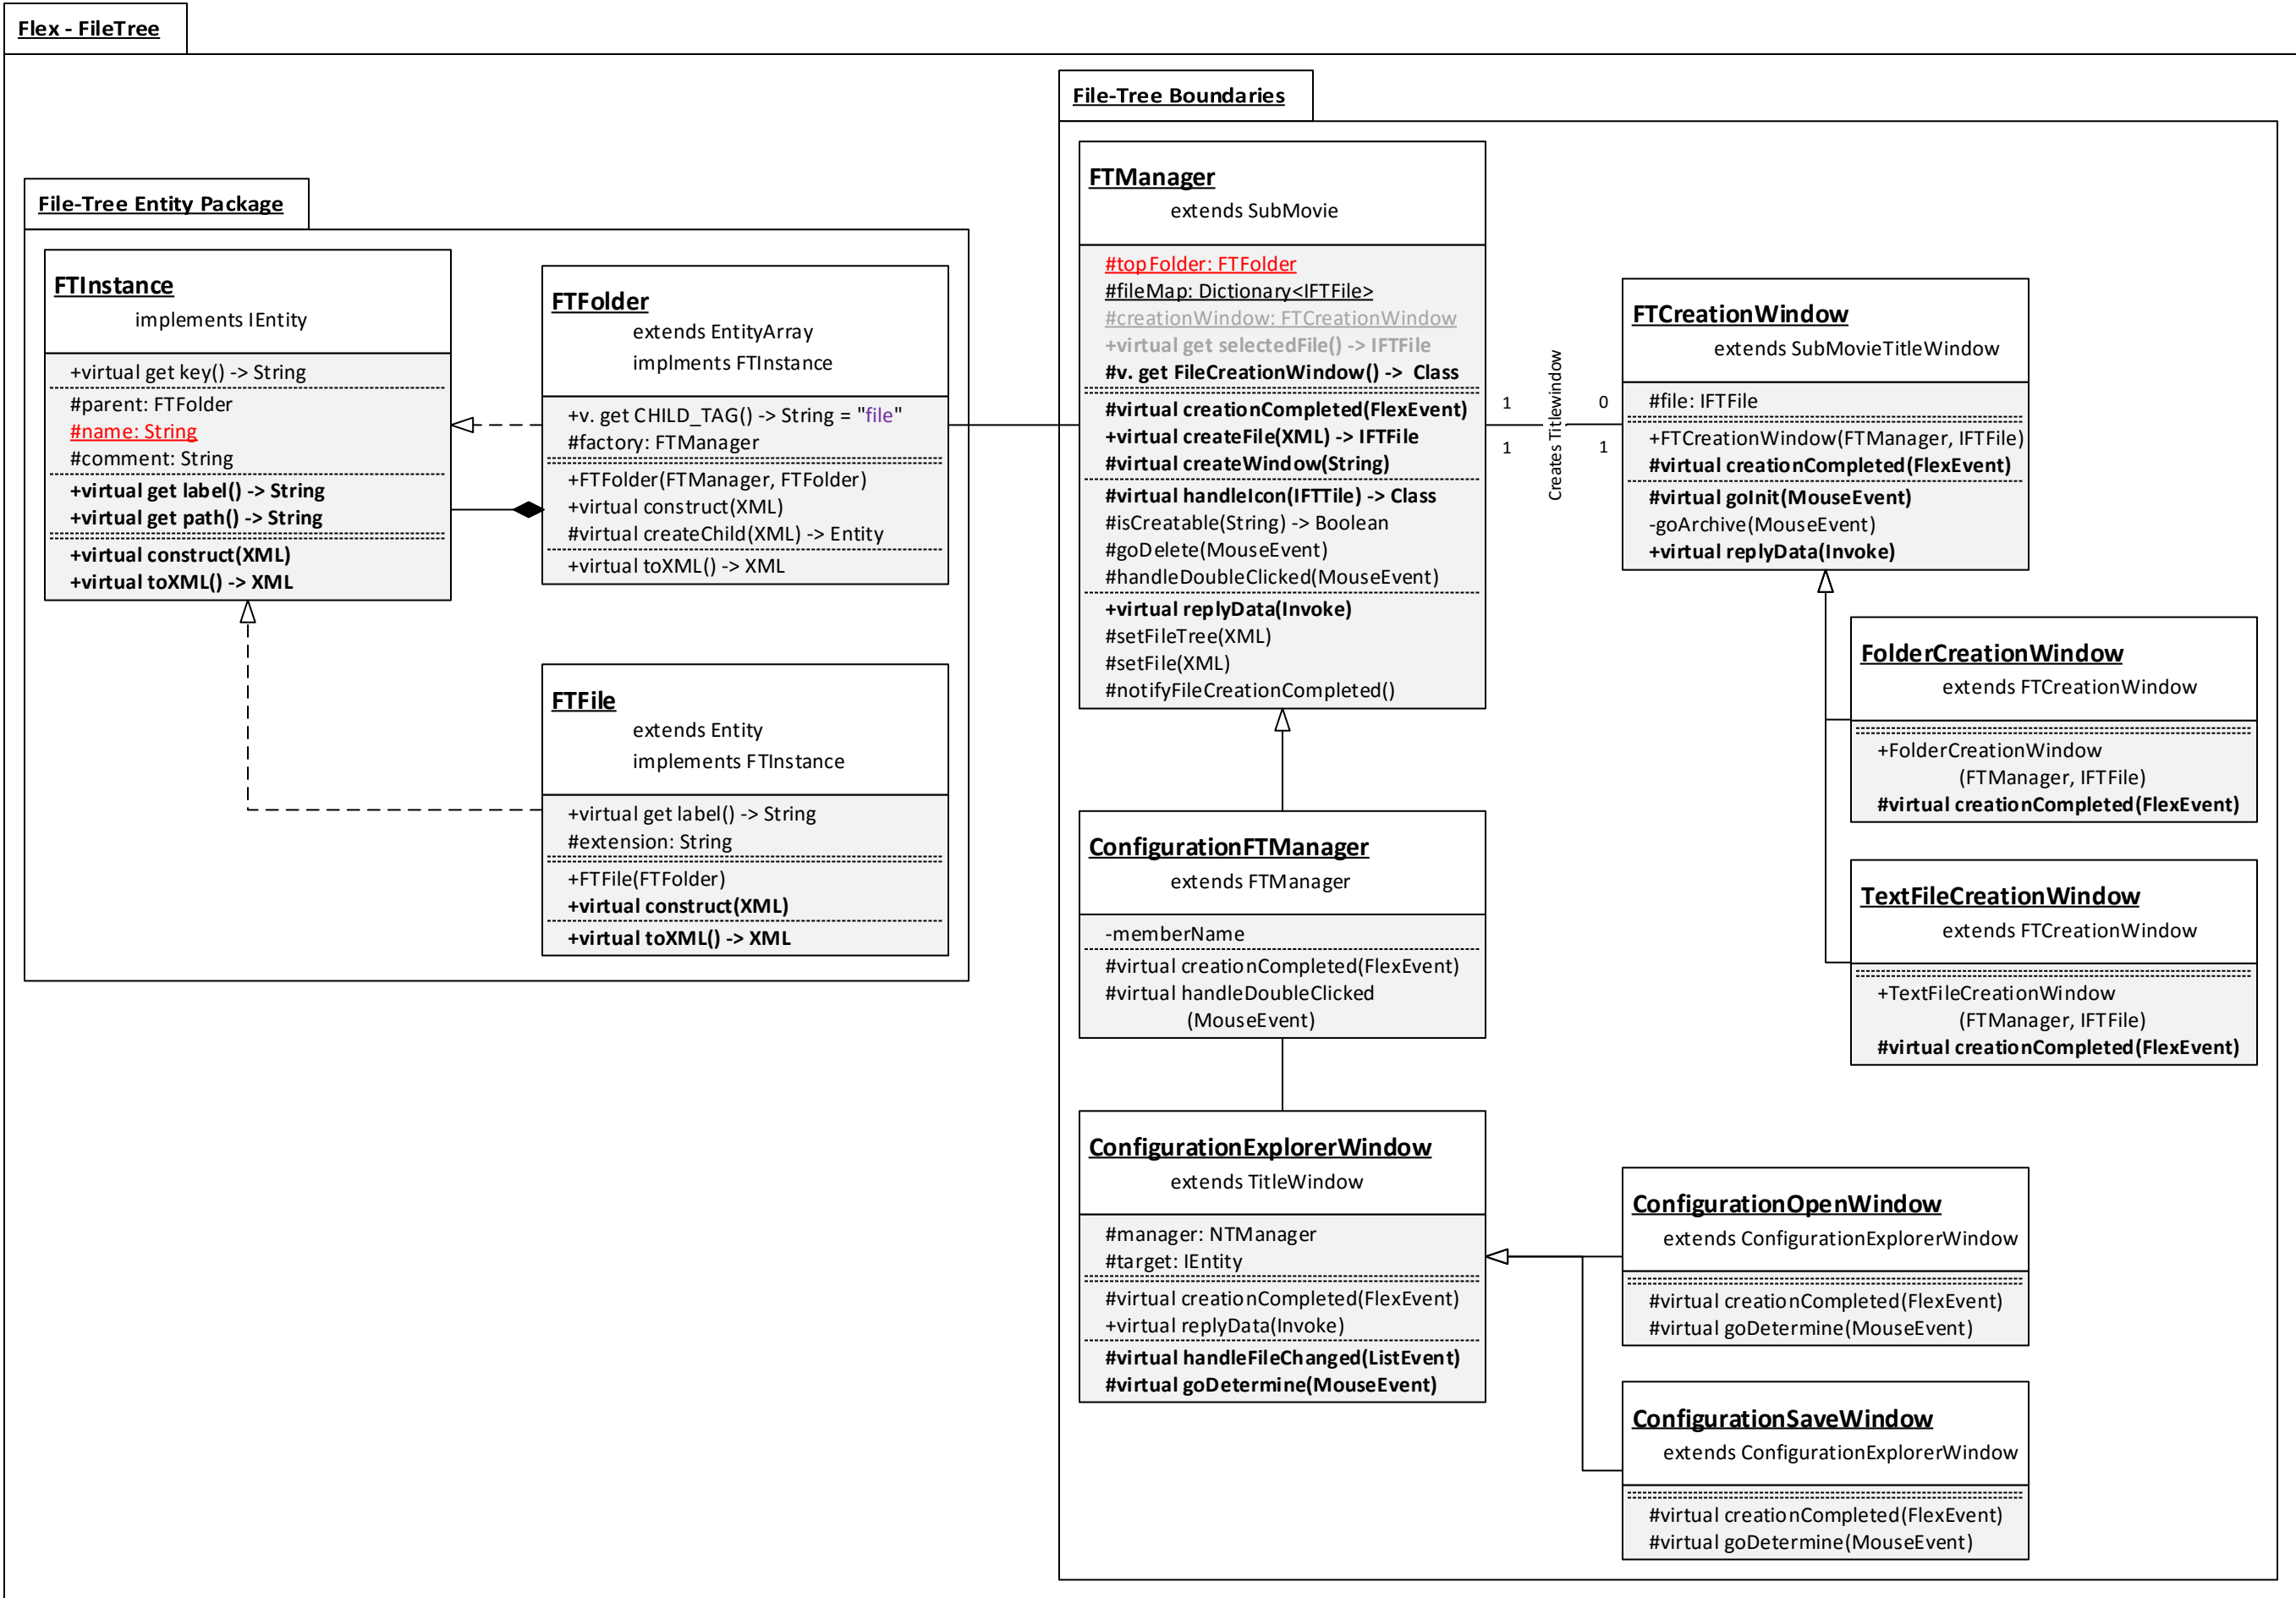 Flex - FileTree
File-Tree Entity Package
FTInstance
implements IEntity
+virtual get key() -> String
#parent: FTFolder
#name: String
#comment: String
+virtual get label() -> String
+virtual get path() -> String
+virtual construct(XML)
+virtual toXML() -> XML
FTFolder
extends EntityArray
implments FTInstance
+v. get CHILD_TAG() -> String = "file"
#factory: FTManager
+FTFolder(FTManager, FTFolder)
+virtual construct(XML)
#virtual createChild(XML) -> Entity
+virtual toXML() -> XML
FTFile
extends Entity
implements FTInstance
+virtual get label() -> String
#extension: String
+FTFile(FTFolder)
+virtual construct(XML)
+virtual toXML() -> XML
File-Tree Boundaries
FTManager
extends SubMovie
#topFolder: FTFolder
#fileMap: Dictionary<IFTFile>
#creationWindow: FTCreationWindow
+virtual get selectedFile() -> IFTFile
#v. get FileCreationWindow() -> Class
#virtual creationCompleted(FlexEvent)
+virtual createFile(XML) -> IFTFile
#virtual createWindow(String)
#virtual handleIcon(IFTTile) -> Class
#isCreatable(String) -> Boolean
#goDelete(MouseEvent)
#handleDoubleClicked(MouseEvent)
+virtual replyData(Invoke)
#setFileTree(XML)
#setFile(XML)
#notifyFileCreationCompleted()
1
1
Creates Titlewindow
0
1
FTCreationWindow
extends SubMovieTitleWindow
#file: IFTFile
+FTCreationWindow(FTManager, IFTFile)
#virtual creationCompleted(FlexEvent)
#virtual goInit(MouseEvent)
-goArchive(MouseEvent)
+virtual replyData(Invoke)
FolderCreationWindow
extends FTCreationWindow
+FolderCreationWindow
(FTManager, IFTFile)
#virtual creationCompleted(FlexEvent)
TextFileCreationWindow
extends FTCreationWindow
+TextFileCreationWindow
(FTManager, IFTFile)
#virtual creationCompleted(FlexEvent)
ConfigurationFTManager
extends FTManager
-memberName
#virtual creationCompleted(FlexEvent)
#virtual handleDoubleClicked
(MouseEvent)
ConfigurationExplorerWindow
extends TitleWindow
#manager: NTManager
#target: IEntity
#virtual creationCompleted(FlexEvent)
+virtual replyData(Invoke)
#virtual handleFileChanged(ListEvent)
#virtual goDetermine(MouseEvent)
ConfigurationOpenWindow
extends ConfigurationExplorerWindow
#virtual creationCompleted(FlexEvent)
#virtual goDetermine(MouseEvent)
ConfigurationSaveWindow
extends ConfigurationExplorerWindow
#virtual creationCompleted(FlexEvent)
#virtual goDetermine(MouseEvent)